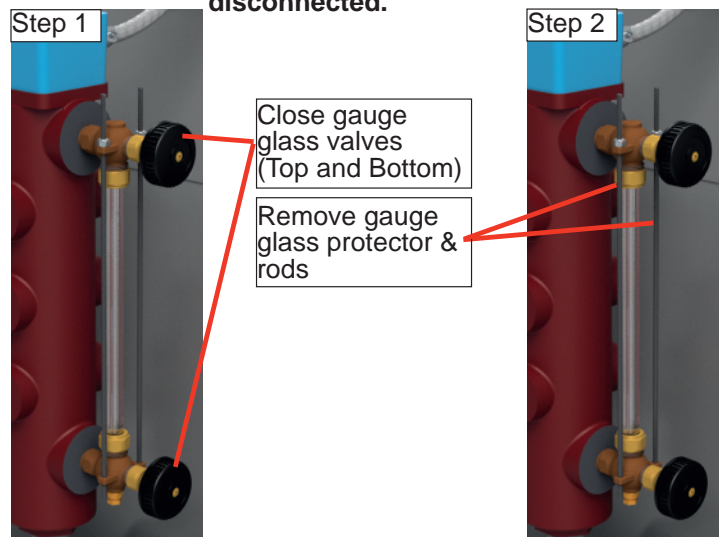 disconnected.
Step 1
Step 2
Close gauge
glass valves
(Top and Bottom)
Remove gauge
glass protector &
rods